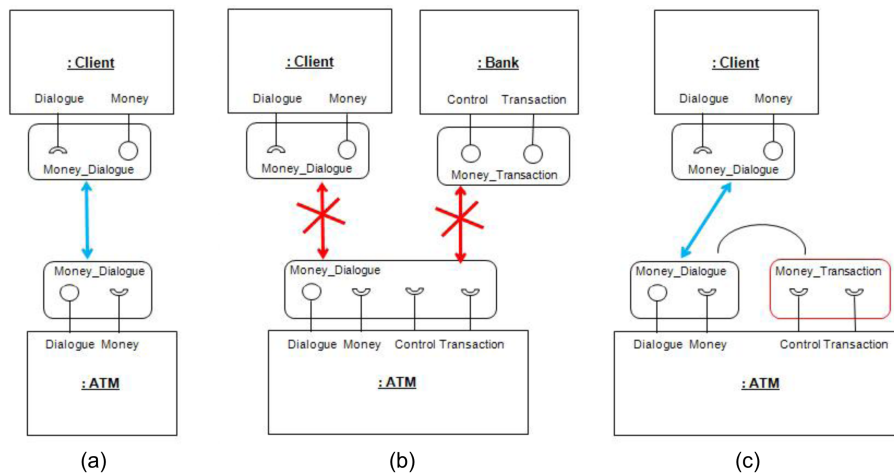 : Client
Dialogue Money
Money_Dialogue
Money_Dialogue
Dialogue Money
: ATM
(a)
: Client
: Bank
Dialogue Money
Control Transaction
Money_Dialogue
Money_Transaction
Money_Dialogue
Dialogue Money Control Transaction
: ATM
(b)
: Client
Dialogue Money
Money_Dialogue
Money_Dialogue
Money_Transaction
Dialogue Money
Control Transaction
: ATM
(c)